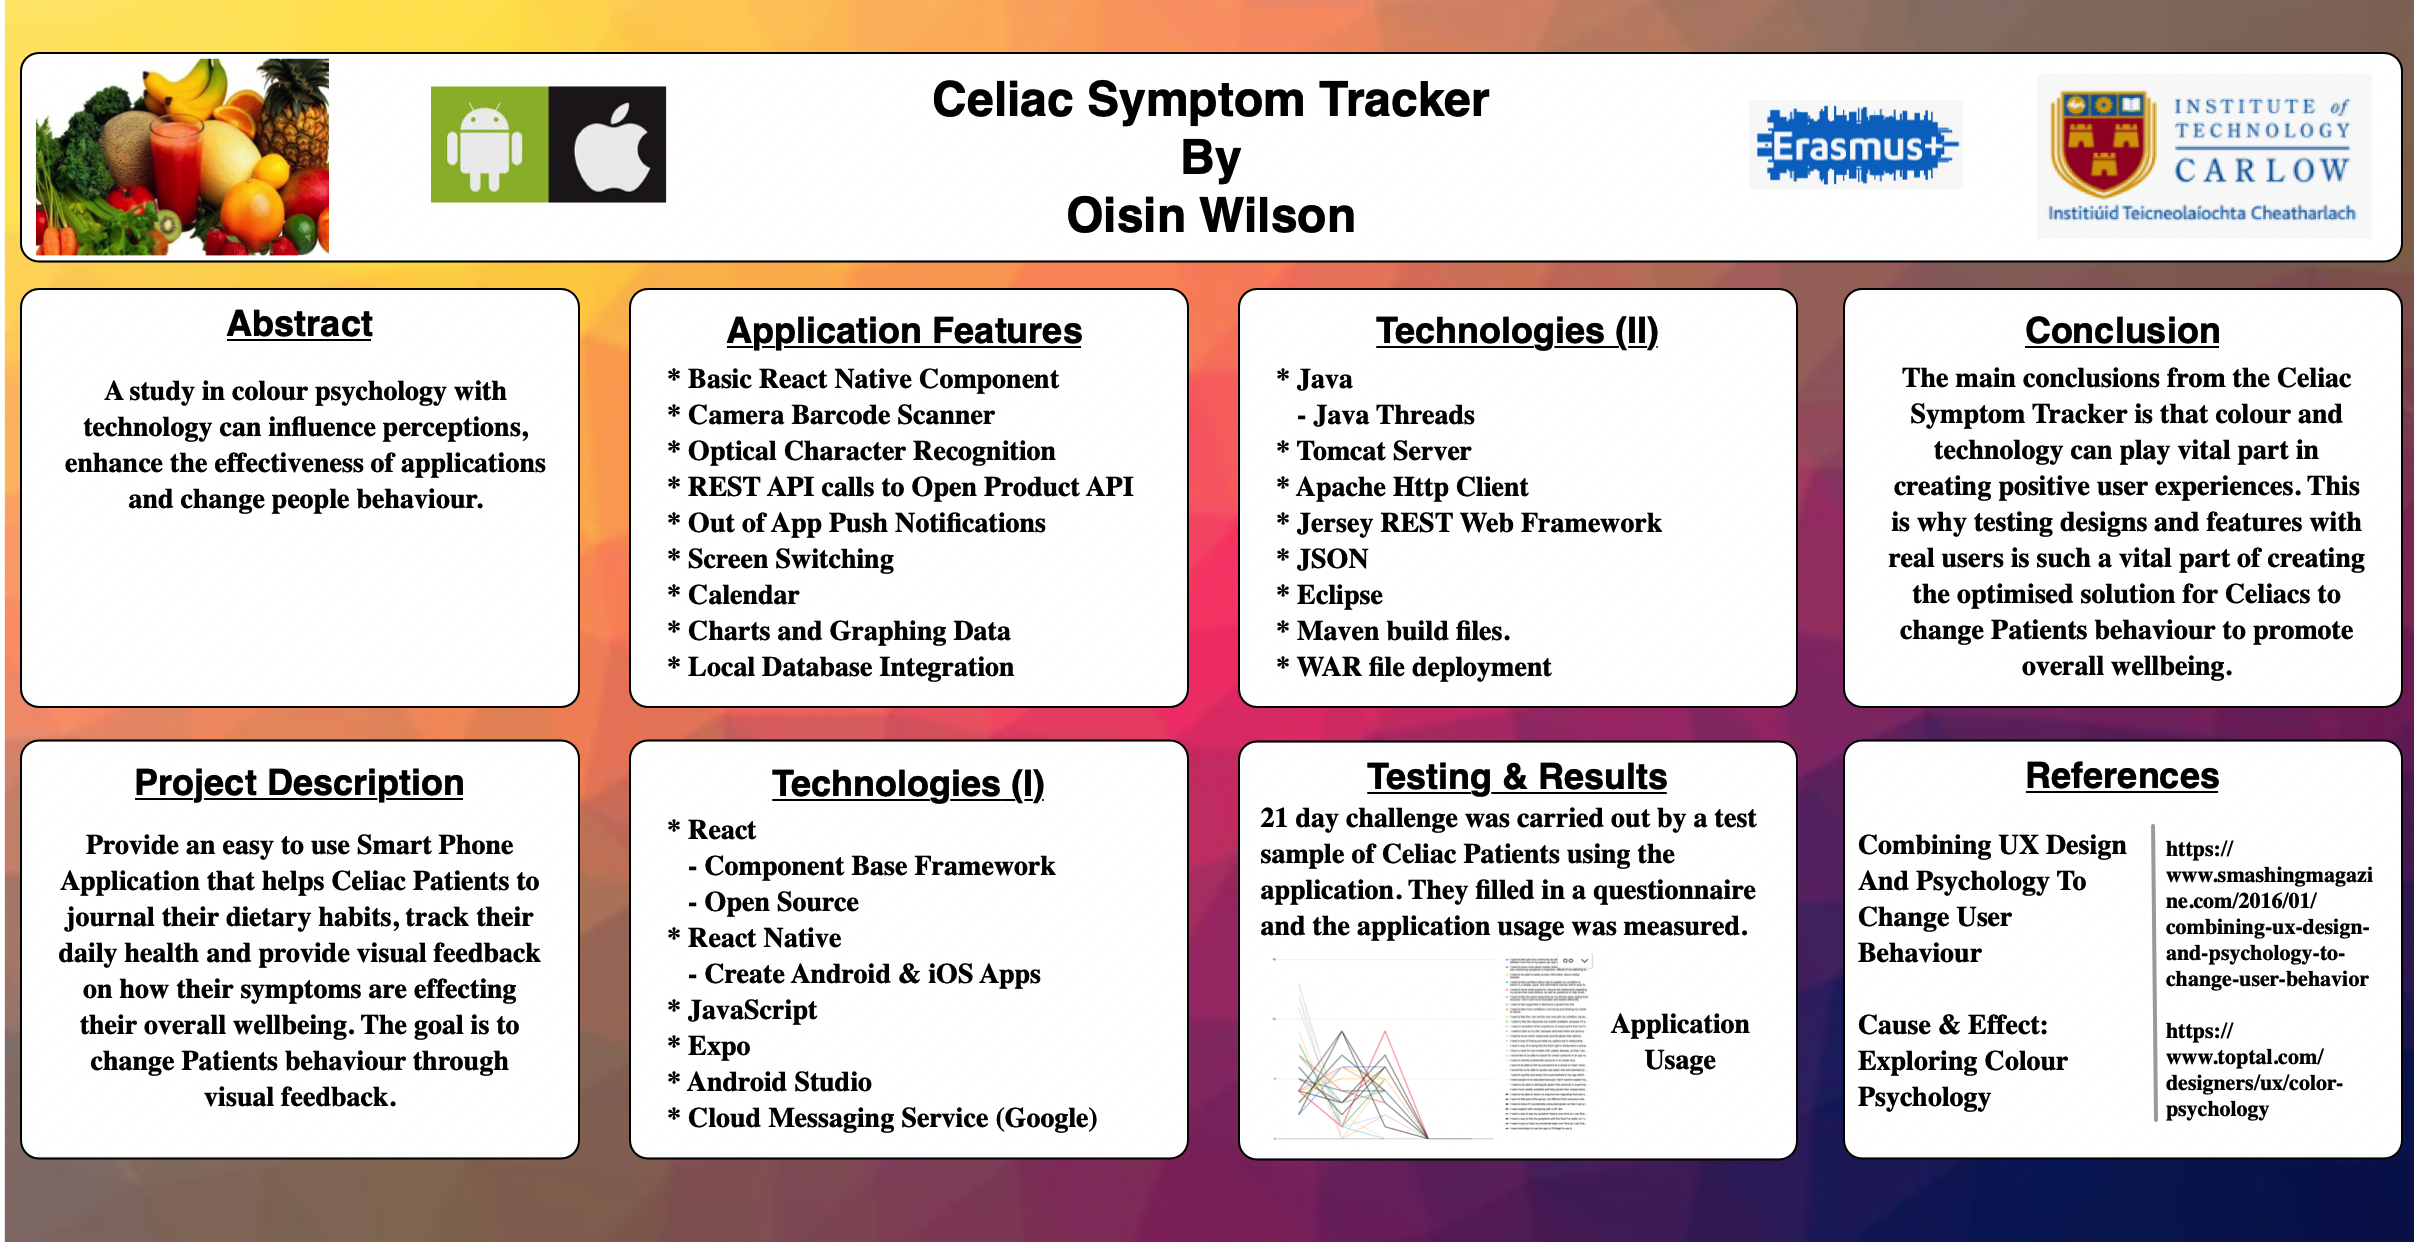 Celiac Symptom Tracker
By
Oisin Wilson
Erasmus+
INSTITUTE of
TECHNOLOGY
CARLOW
Institiúid Teicneolaíochta Cheatharlach
Abstract
A study in colour psychology with
technology can influence perceptions,
enhance the effectiveness of applications
and change people behaviour.
Application Features
* Basic React Native Component
* Camera Barcode Scanner
* Optical Character Recognition
* REST API calls to Open Product API
* Out of App Push Notifications
* Screen Switching
* Calendar
* Charts and Graphing Data
* Local Database Integration
Technologies (II)
* Java
- Java Threads
* Tomcat Server
* Apache Http Client
* Jersey REST Web Framework
* JSON
* Eclipse
* Maven build files.
* WAR file deployment
Conclusion
The main conclusions from the Celiac
Symptom Tracker is that colour and
technology can play vital part in
creating positive user experiences. This
is why testing designs and features with
real users is such a vital part of creating
the optimised solution for Celiacs to
change Patients behaviour to promote
overall wellbeing.
Project Description
Provide an easy to use Smart Phone
Application that helps Celiac Patients to
journal their dietary habits, track their
daily health and provide visual feedback
on how their symptoms are effecting
their overall wellbeing. The goal is to
change Patients behaviour through
visual feedback.
Technologies (I)
* React
- Component Base Framework
- Open Source
* React Native
- Create Android & iOS Apps
* JavaScript
* Expo
* Android Studio
* Cloud Messaging Service (Google)
Testing & Results
21 day challenge was carried out by a test
sample of Celiac Patients using the
application. They filled in a questionnaire
and the application usage was measured.
Application
Usage
References
Combining UX Design
And Psychology To
Change User
Behaviour
https://
www.smashingmagazi
ne.com/2016/01/
combining-ux-design-
and-psychology-to-
change-user-behavior
Cause & Effect:
Exploring Colour
Psychology
https://
www.toptal.com/
designers/ux/color-
psychology